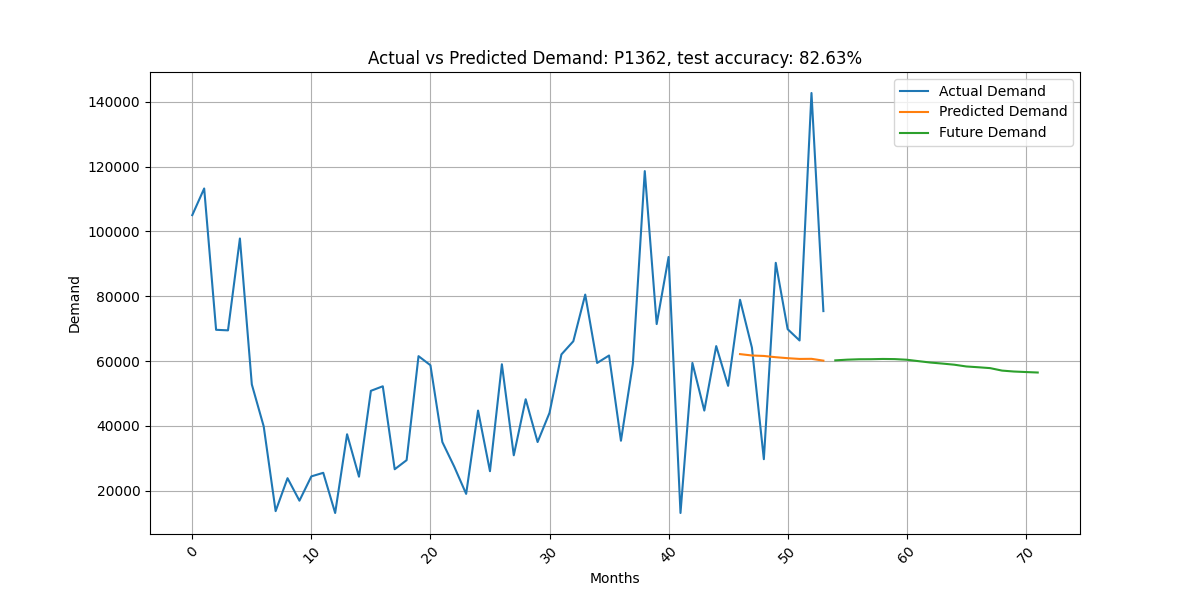 Actual vs Predicted Demand: P1362, test accuracy: 82.63%
Actual Demand
Predicted Demand
Future Demand
140000
120000
100000
80000
60000
40000
20000
Demand
0
10
20
30
40
50
60
70
Months